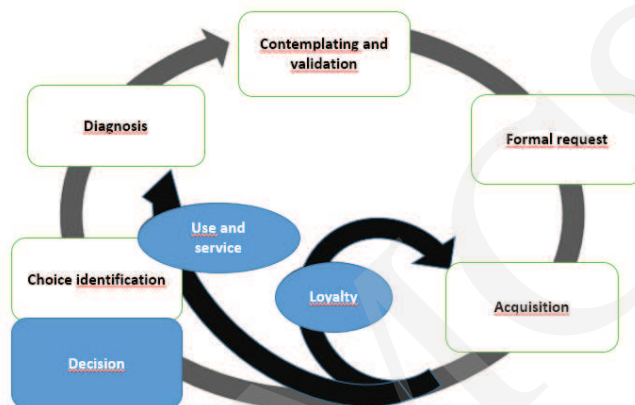 Contemplating and
validation
Diagnosis
Formal request
Use and
service
Choice identification
Loyalty
Acquisition
Decision